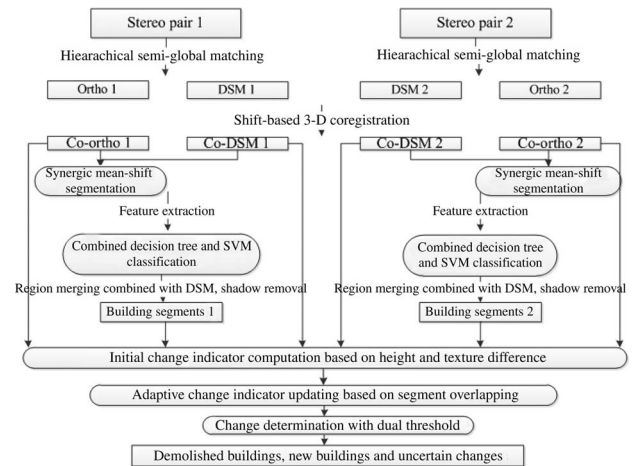 Stereo pair 1
Stereo pair 2
Hiearachical semi-global matching
Hiearachical semi-global matching
Ortho 1
DSM 1
DSM 2
Ortho 2
Shift-based 3-D coregistration
Co-ortho 1
Co-DSM 1
Co-DSM 2
Co-ortho 2
Synergic mean-shift
segmentation
Synergic mean-shift
segmentation
Feature extraction
Feature extraction
Combined decision tree and SVM
classification
Combined decision tree
and SVM classification
Region merging combined with DSM, shadow removal
Region merging combined with DSM, shadow removal
Building segments 1
Building segments 2
Initial change indicator computation based on height and texture difference
Adaptive change indicator updating based on segment overlapping
Change determination with dual threshold
Demolished buildings, new buildings and uncertain changes